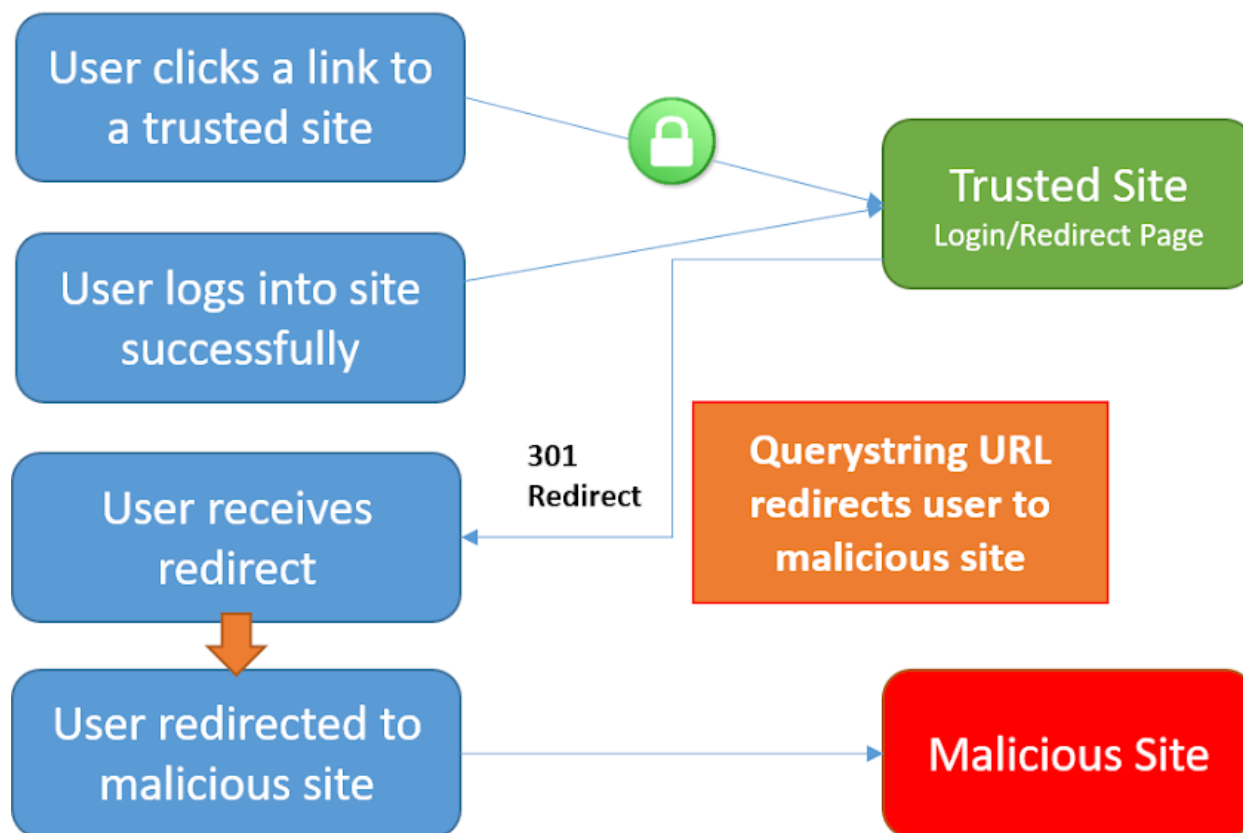 User clicks a link to
a trusted site
Trusted Site
Login/Redirect Page
User logs into site
successfully
301
Redirect
Querystring URL
redirects user to
malicious site
User receives
redirect
User redirected to
malicious site
Malicious Site